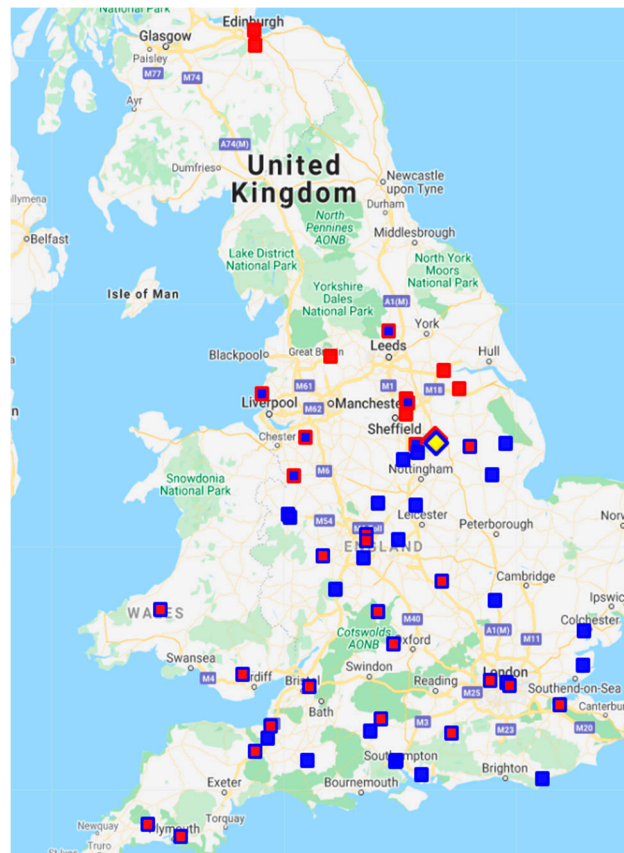 National Park
Edinburgh
Glasgow
Paisley
M77
M74
Ayr
A74(M)
Dumfries
United
Kingdom
Newcastle
upon Tyne
North
Pennines
AONB
Durham
Belfast
Middlesbrough
Lake District
National Park
North York
Moors
National Park
Isle of Man
Yorkshire
Dales
National Park
A1(M)
York
Blackpool
Leeds
Hull
M61
M1
M18
Liverpool
M62
Sheffield
Chester
M6
Snowdonia
National Park
Nottingham
M54
Leicester
Peterborough
ENGLAND
Cambridge
WALES
Ipswi
Colchester
Cotswolds
AONB
M40
A1(M)
M11
Swansea
M4
Swindon
London
Reading
M25
Southend-on-Sea
Bath
M3
M23
M20
Canterbur
Southampton
Exeter
Bournemouth
Brighton
Newquay
Plymouth
Torquay
Truro